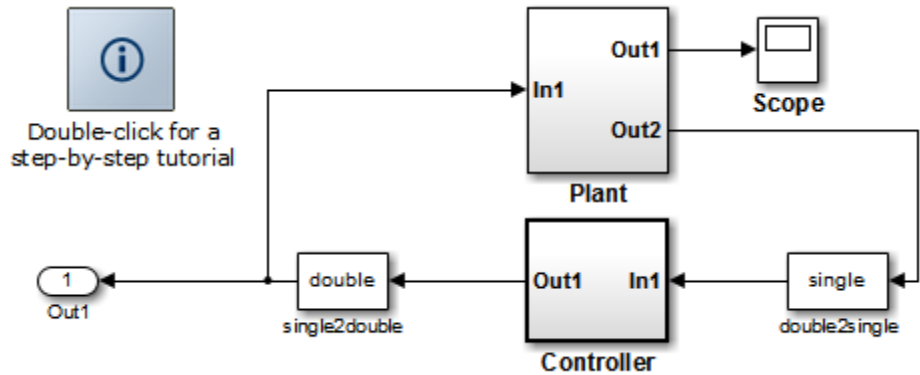 Double-click for a
step-by-step tutorial
Out1
In1
Out2
Plant
Scope
1
Out1
double
single2double
Out1
In1
Controller
single
double2single